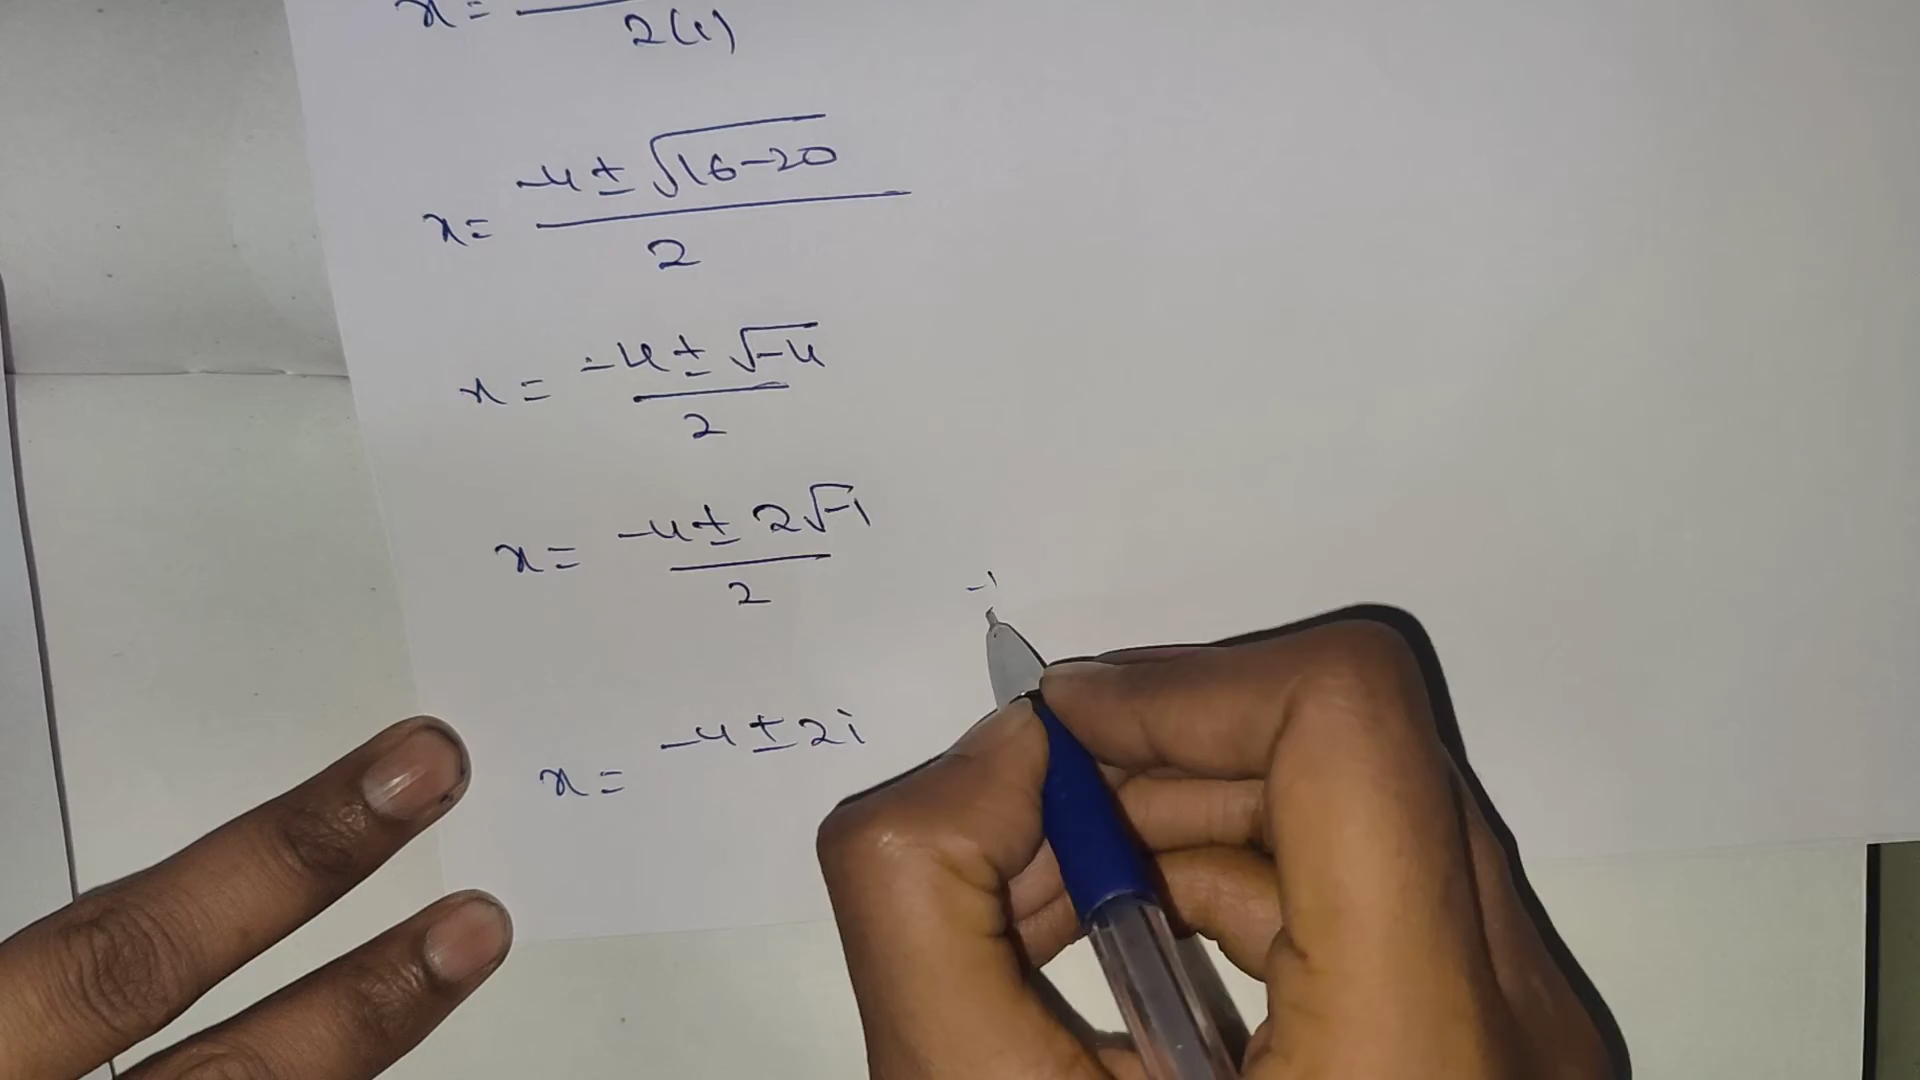 x = 2(1)
x = -4 ± √16-20 / 2
x = -4 ± √-4 / 2
x = -4 ± 2√-1 / 2
-1
x = -4 ± 2i